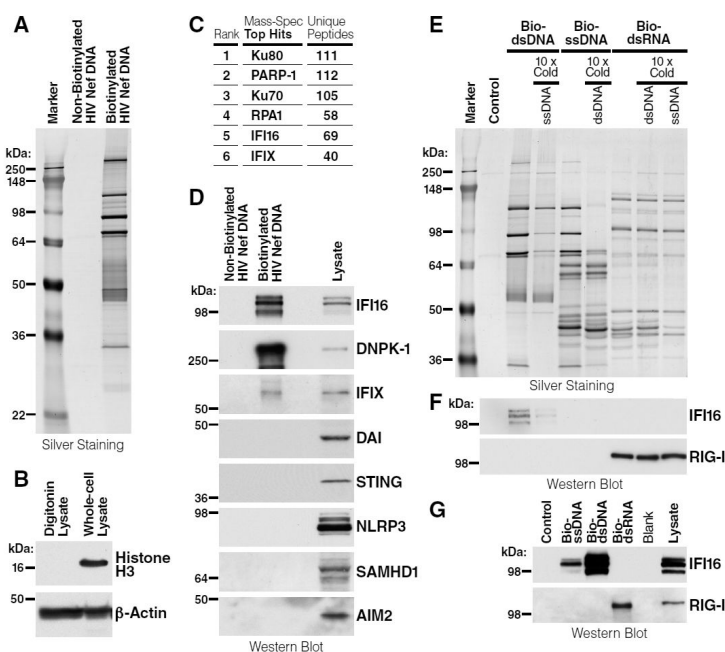 A
Marker
Non-Biotinylated
HIV Nef DNA
Biotinylated
HIV Nef DNA
kDa:
250
148
98
64
50
36
22
Silver Staining
B
Digitonin
Lysate
Whole-cell
Lysate
kDa:
16
Histone
H3
50
β-Actin
C
Mass-Spec Unique
Rank Top Hits Peptides
1 Ku80 111
2 PARP-1 112
3 Ku70 105
4 RPA1 58
5 IFI16 69
6 IFIX 40
D
Non-Biotinylated
HIV Nef DNA
Biotinylated
HIV Nef DNA
Lysate
kDa:
98
IFI16
250
DNPK-1
50
IFIX
50
DAI
36
STING
98
NLRP3
64
SAMHD1
50
AIM2
Western Blot
E
Bio-
dsDNA
Bio-
ssDNA
Bio-
dsRNA
10 x
Cold
10 x
Cold
10 x
Cold
Marker
Control
ssDNA
dsDNA
dsDNA
ssDNA
kDa:
250
148
98
64
50
36
Silver Staining
F
kDa:
98
IFI16
98
RIG-I
Western Blot
G
Control
Bio-
ssDNA
Bio-
dsDNA
Bio-
dsRNA
Blank
Lysate
kDa:
98
IFI16
98
RIG-I
Western Blot